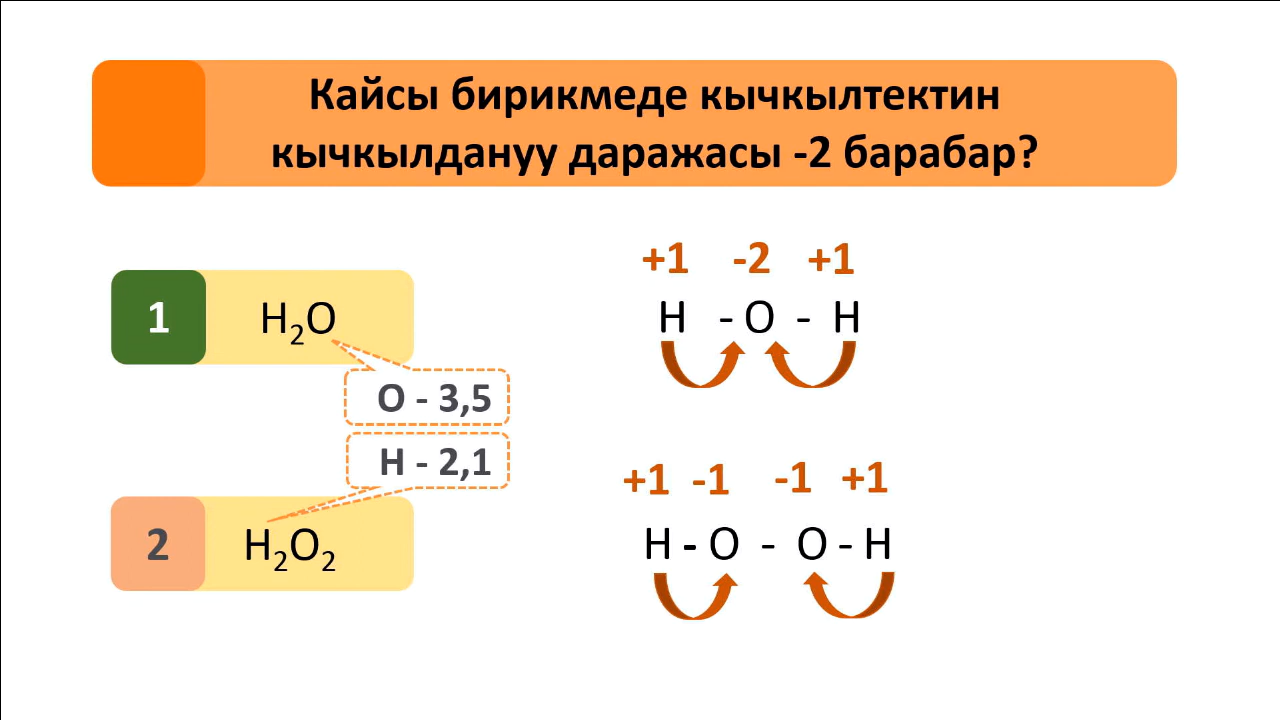 Кайсы бирикмеде кычкылтектин
кычкылдануу даражасы -2 барабар?
1 H₂O
+1 -2 +1
H - O - H
O - 3,5
H - 2,1
2 H₂O₂
+1 -1 -1 +1
H - O - O - H